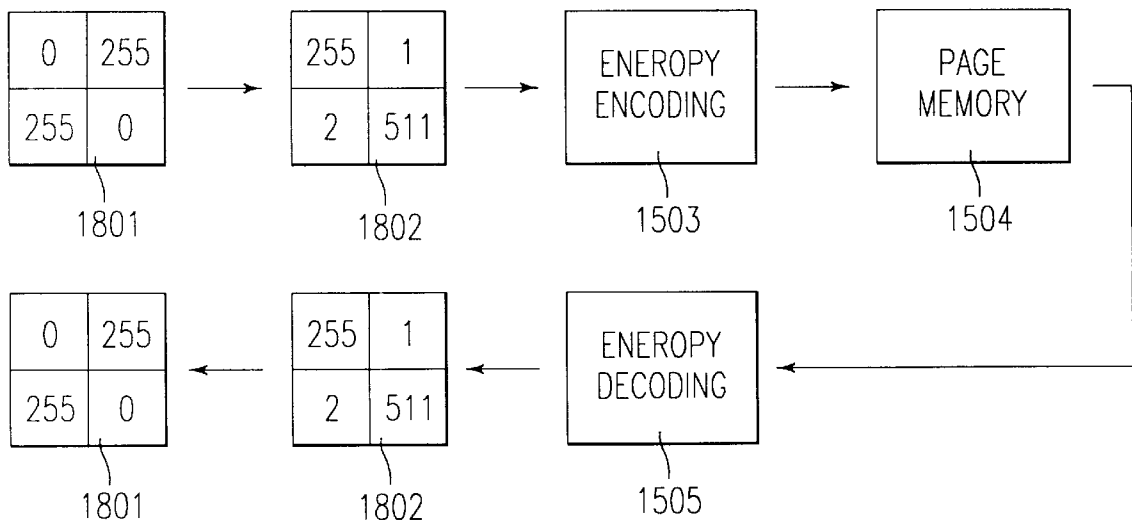 0 255 255 1 ENEROPY PAGE
255 0 2 511 ENCODING MEMORY
1801 1802 1503 1504
0 255 255 1 ENEROPY
255 0 2 511 DECODING
1801 1802 1505